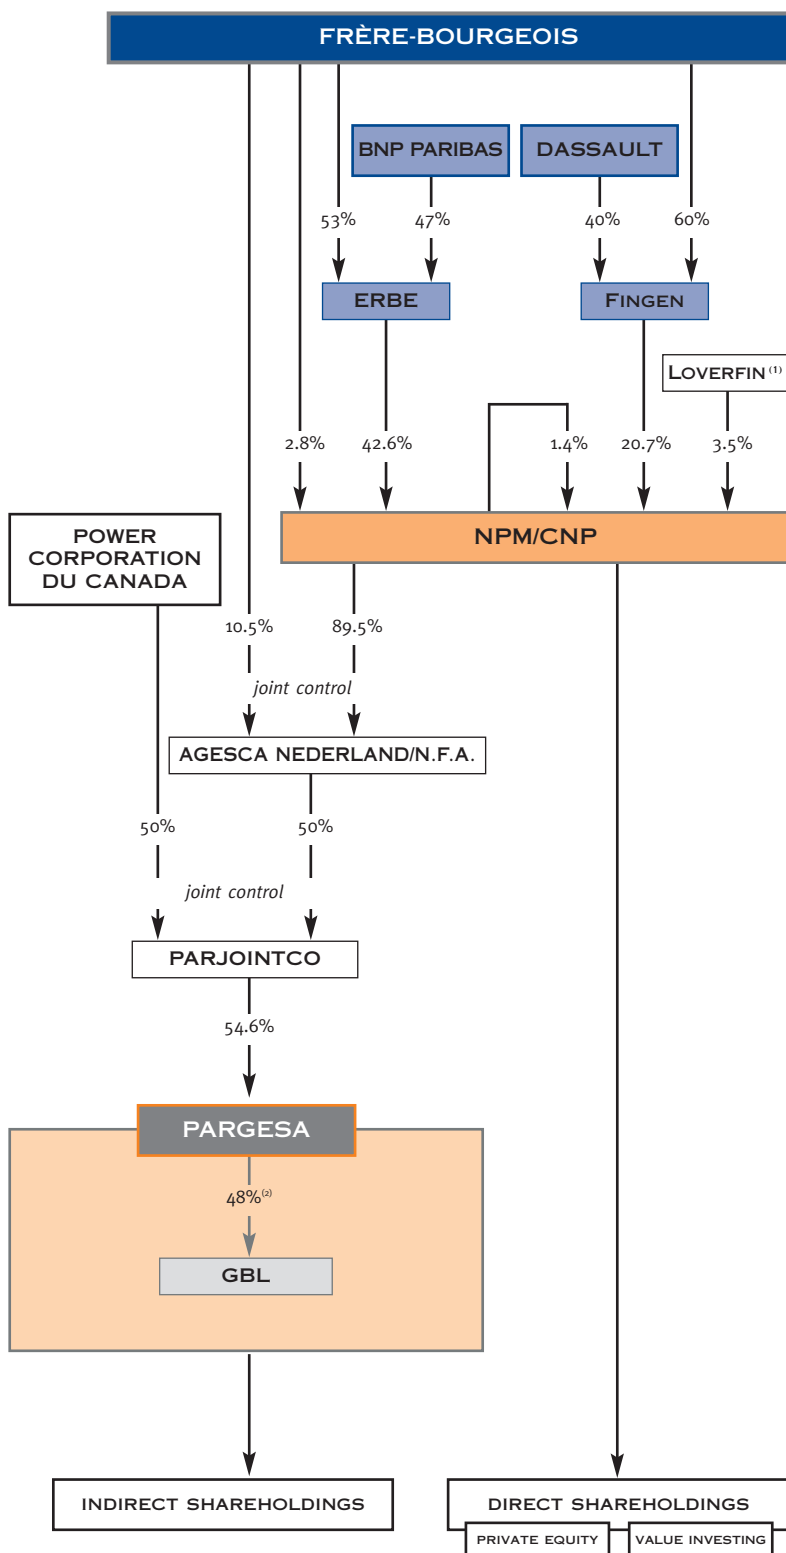 FRÈRE-BOURGEOIS
BNP PARIBAS
DASSAULT
53%
47%
40%
60%
ERBE
FINGEN
LOVERFIN (1)
2.8%
42.6%
1.4%
20.7%
3.5%
POWER
CORPORATION
DU CANADA
NPM/CNP
10.5%
89.5%
joint control
AGESCA NEDERLAND/N.F.A.
50%
50%
joint control
PARJOINTCO
54.6%
PARGESA
48%(2)
GBL
INDIRECT SHAREHOLDINGS
DIRECT SHAREHOLDINGS
PRIVATE EQUITY
VALUE INVESTING